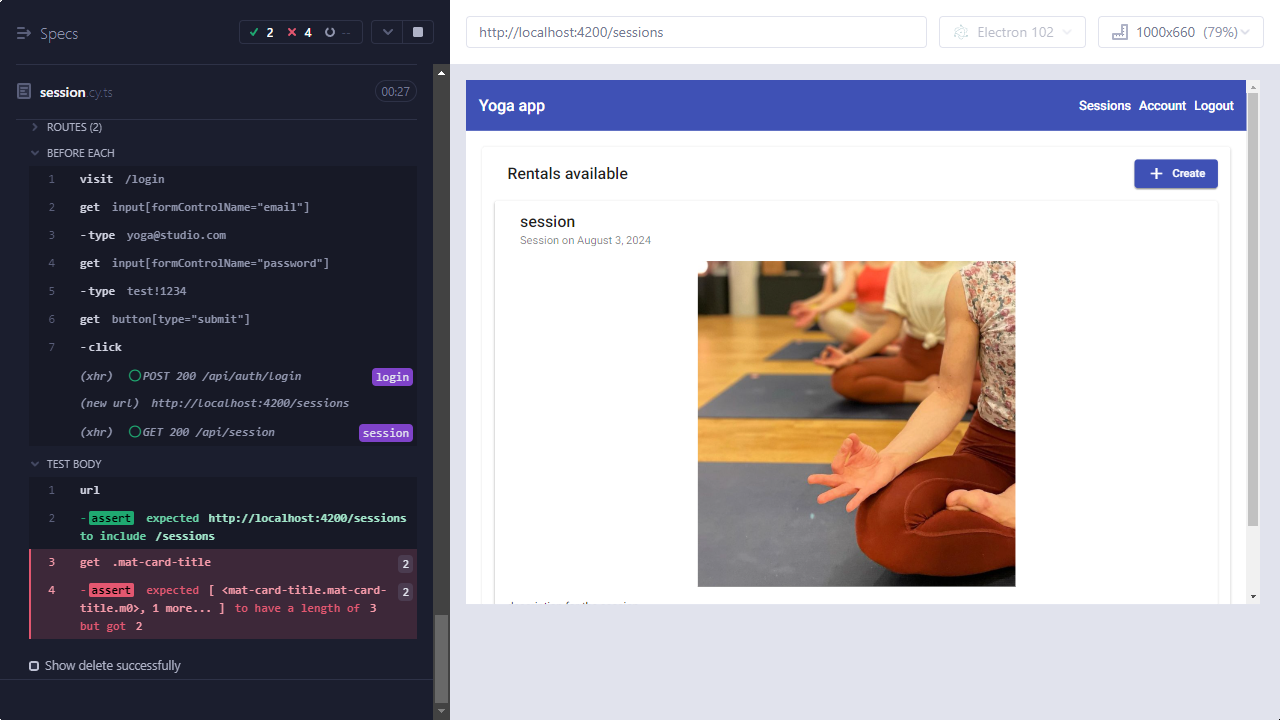 Specs
2
4
--
session.cy.ts
00:27
ROUTES (2)
BEFORE EACH
1 visit /login
2 get input[formControlName="email"]
3 -type yoga@studio.com
4 get input[formControlName="password"]
5 -type test!1234
6 get button[type="submit"]
7 -click
(xhr) POST 200 /api/auth/login login
(new url) http://localhost:4200/sessions
(xhr) GET 200 /api/session session
TEST BODY
1 url
2 -assert expected http://localhost:4200/sessions
to include /sessions
3 get .mat-card-title 2
4 -assert expected [ <mat-card-title.mat-card- 2
title.m0>, 1 more... ] to have a length of 3
but got 2
Show delete successfully
http://localhost:4200/sessions
Electron 102
1000x660 (79%)
Yoga app
Sessions Account Logout
Rentals available
Create
session
Session on August 3, 2024